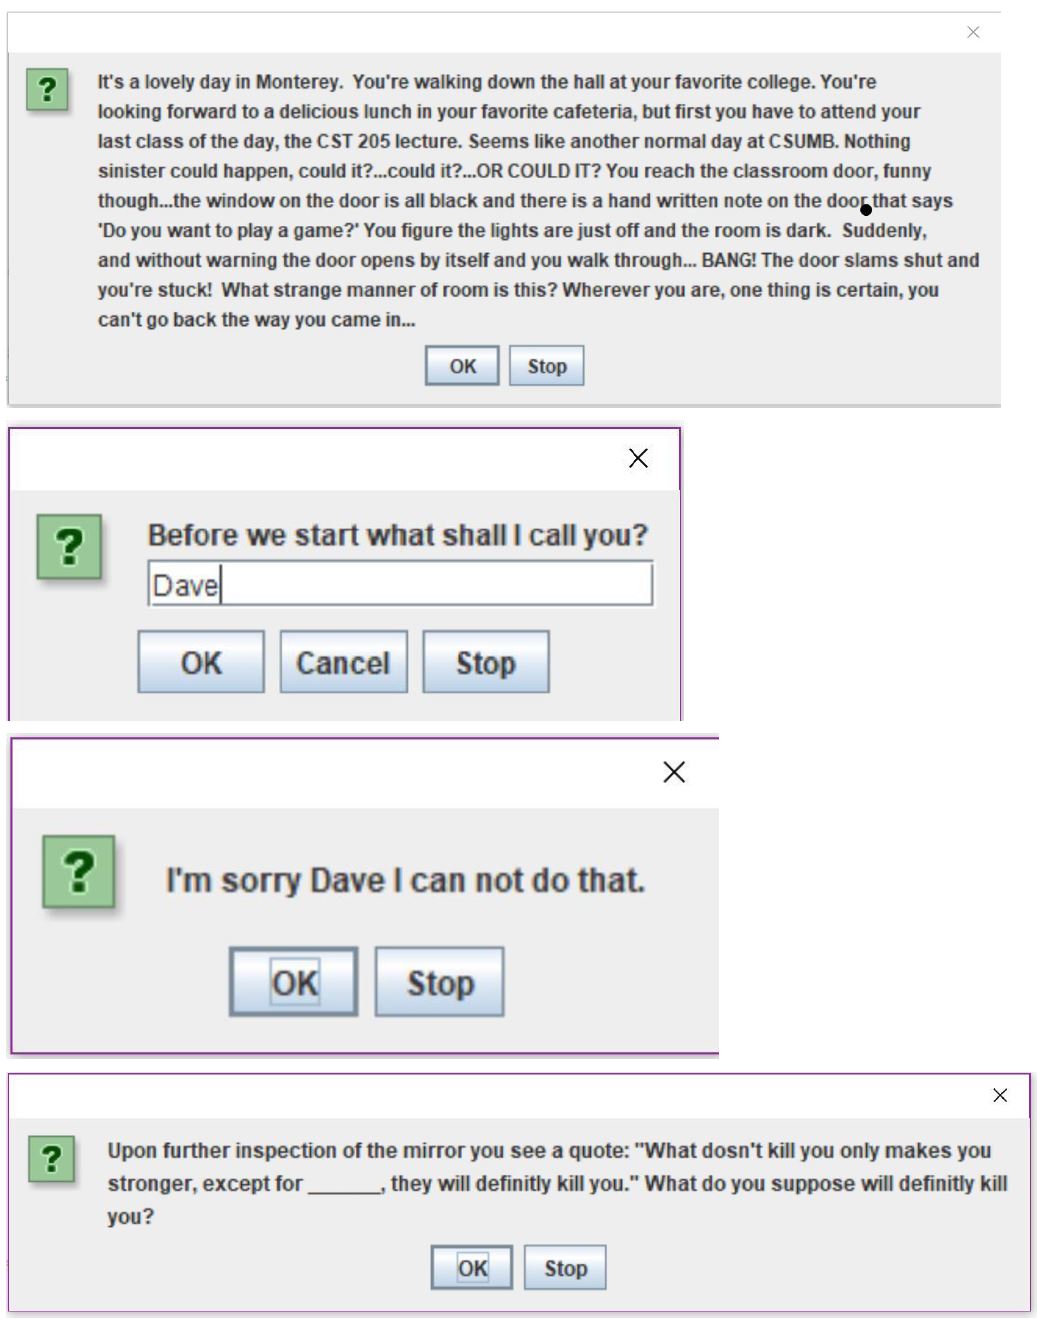 It's a lovely day in Monterey.  You're walking down the hall at your favorite college. You're
looking forward to a delicious lunch in your favorite cafeteria, but first you have to attend your
last class of the day, the CST 205 lecture. Seems like another normal day at CSUMB. Nothing
sinister could happen, could it?...could it?...OR COULD IT? You reach the classroom door, funny
though...the window on the door is all black and there is a hand written note on the door that says
'Do you want to play a game?' You figure the lights are just off and the room is dark.  Suddenly,
and without warning the door opens by itself and you walk through... BANG! The door slams shut and
you're stuck!  What strange manner of room is this? Wherever you are, one thing is certain, you
can't go back the way you came in...
OK Stop
Before we start what shall I call you?
Dave
OK Cancel Stop
I'm sorry Dave I can not do that.
OK Stop
Upon further inspection of the mirror you see a quote: "What dosn't kill you only makes you
stronger, except for ______, they will definitly kill you." What do you suppose will definitly kill
you?
OK Stop